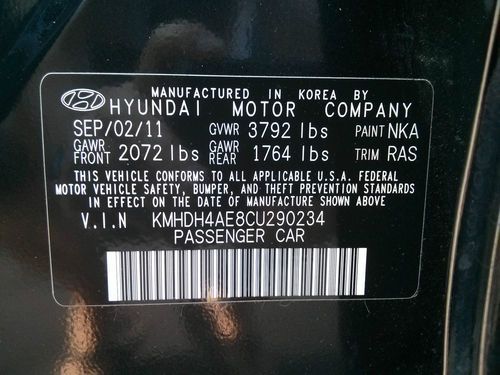 MANUFACTURED IN KOREA BY
HYUNDAI MOTOR COMPANY
SEP/02/11 GVWR 3792 lbs PAINT NKA
GAWR FRONT 2072 lbs GAWR REAR 1764 lbs TRIM RAS
THIS VEHICLE CONFORMS TO ALL APPLICABLE U.S.A. FEDERAL
MOTOR VEHICLE SAFETY, BUMPER, AND THEFT PREVENTION STANDARDS
IN EFFECT ON THE DATE OF MANUFACTURE SHOWN ABOVE.
V.I.N KMHDH4AE8CU290234
PASSENGER CAR